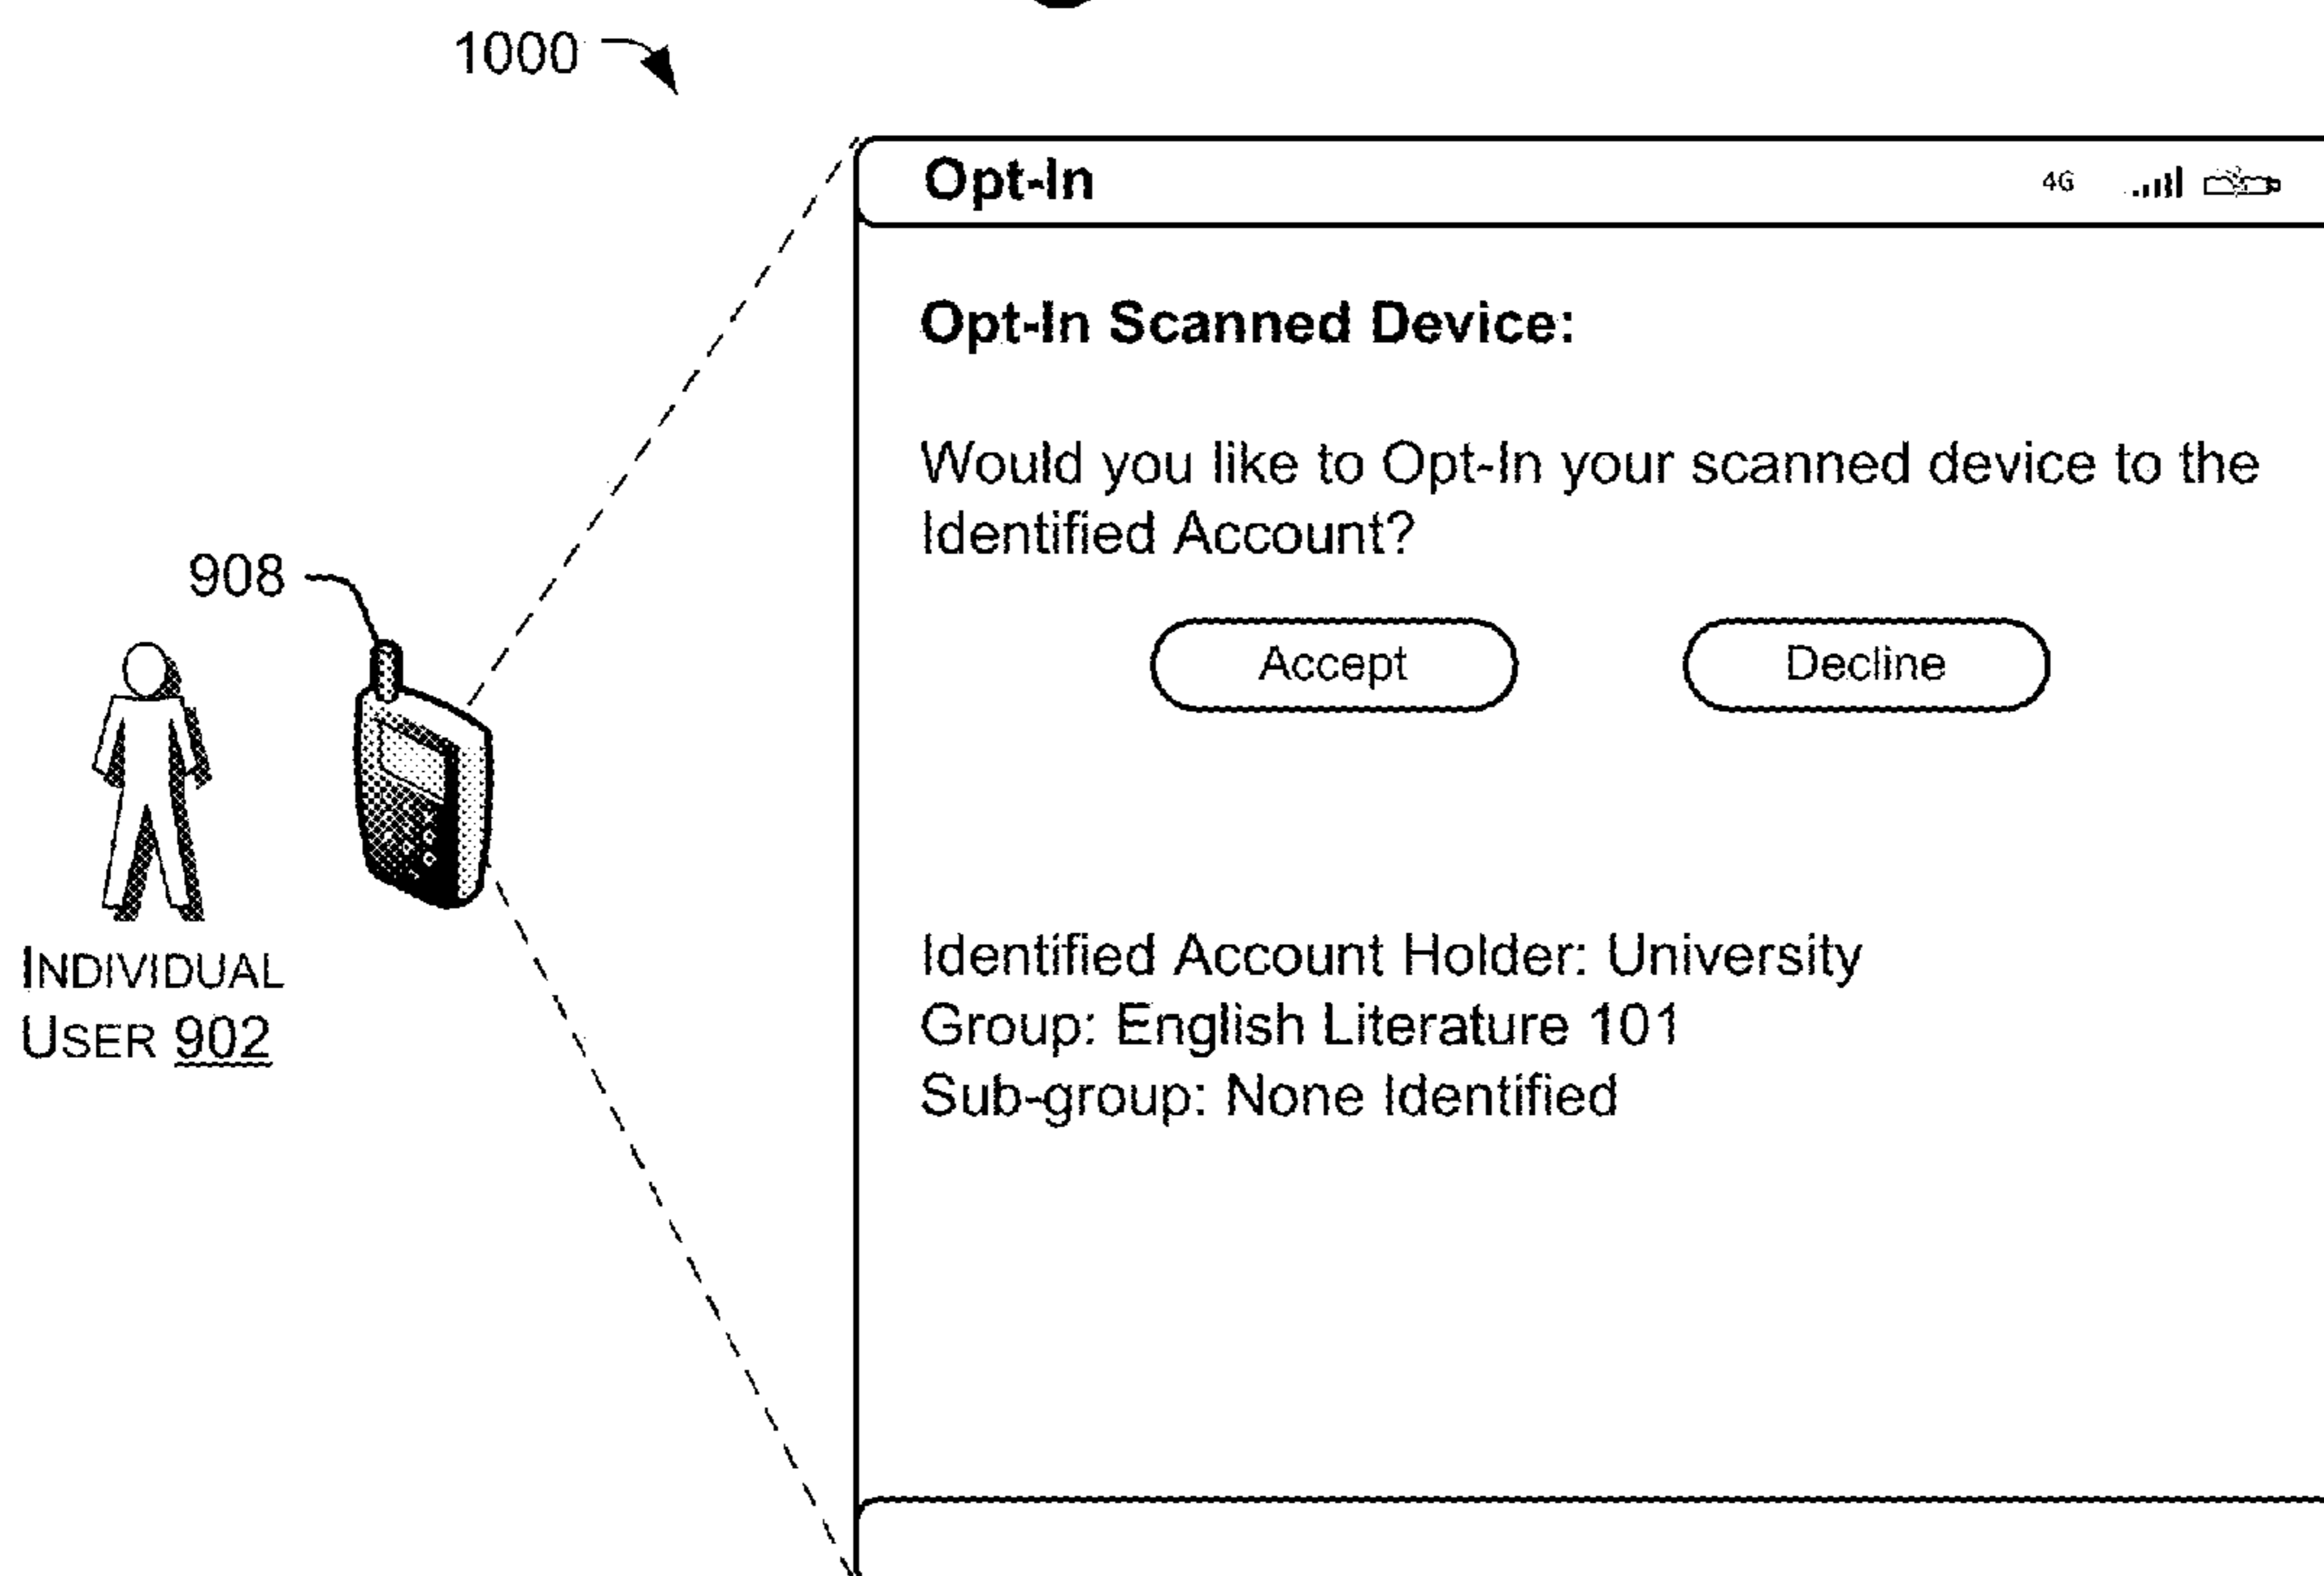 1000
Opt-In 4G
Opt-In Scanned Device:
Would you like to Opt-In your scanned device to the
Identified Account?
908
Accept Decline
Identified Account Holder: University
INDIVIDUAL
Group: English Literature 101
USER 902
Sub-group: None Identified